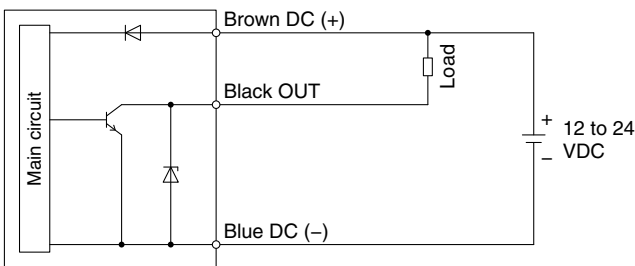 Brown DC (+)
Main circuit
Load
Black OUT
+
12 to 24
VDC
−
Blue DC (−)